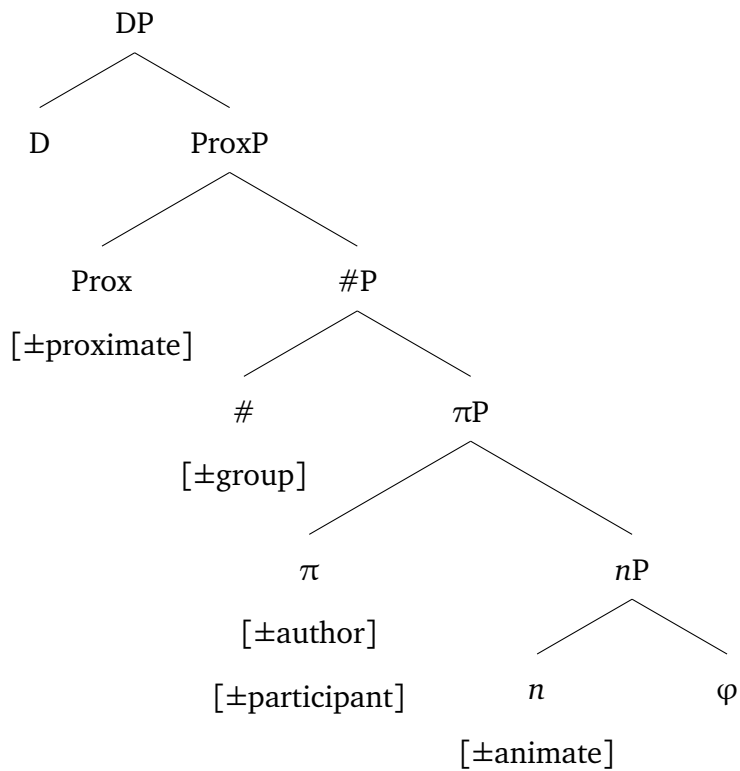 DP
D ProxP
Prox #P
[±proximate]
# πP
[±group]
π nP
[±author]
[±participant] n φ
[±animate]